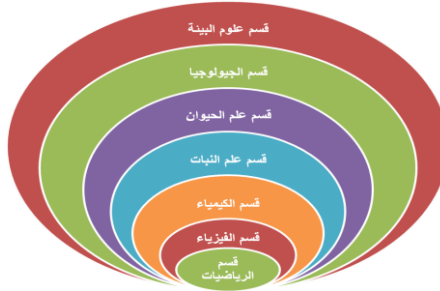 قسم علوم البيئة
قسم الجيولوجيا
قسم علم الحيوان
قسم علم النبات
قسم الكيمياء
قسم الفيزياء
قسم
الرياضيات